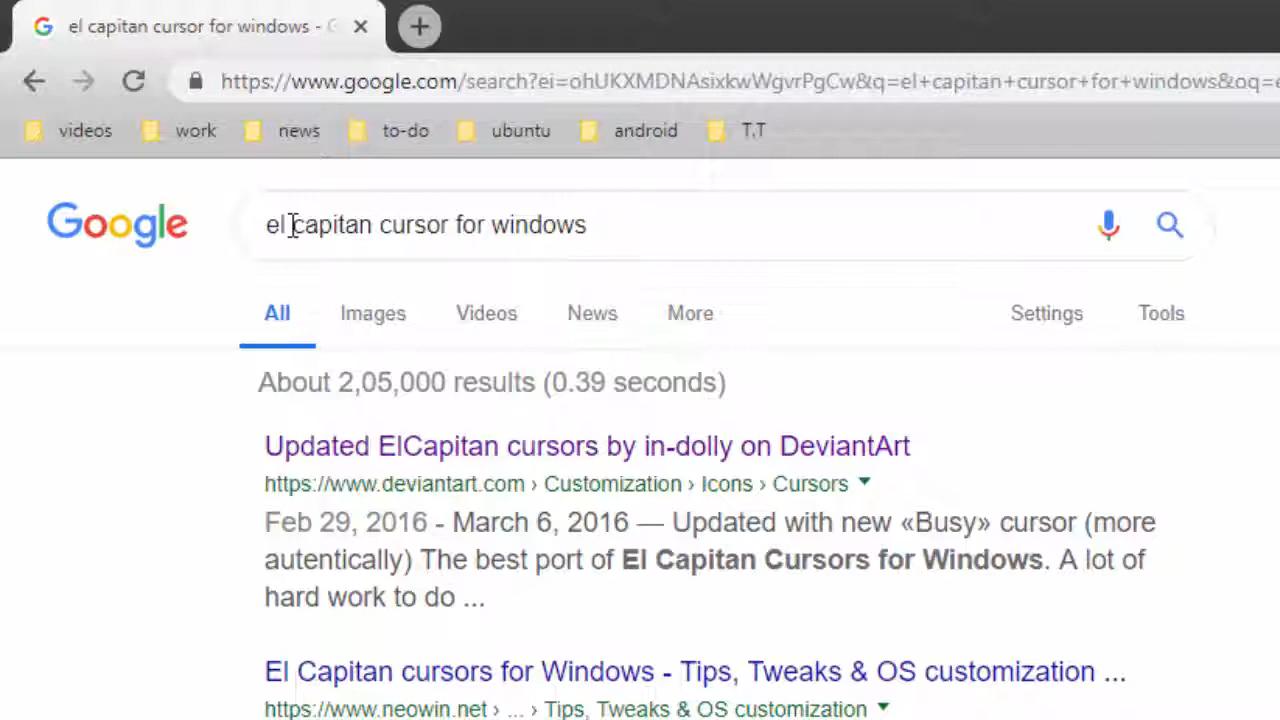 el capitan cursor for windows - G
https://www.google.com/search?ei=ohUKXMDNAsixkwWgvrPgCw&q=el+capitan+cursor+for+windows&oq=e
videos work news to-do ubuntu android T.T
Google el capitan cursor for windows
All Images Videos News More Settings Tools
About 2,05,000 results (0.39 seconds)
Updated ElCapitan cursors by in-dolly on DeviantArt
https://www.deviantart.com › Customization › Icons › Cursors
Feb 29, 2016 - March 6, 2016 — Updated with new «Busy» cursor (more
autentically) The best port of El Capitan Cursors for Windows. A lot of
hard work to do ...
El Capitan cursors for Windows - Tips, Tweaks & OS customization ...
https://www.neowin.net › ... › Tips, Tweaks & OS customization